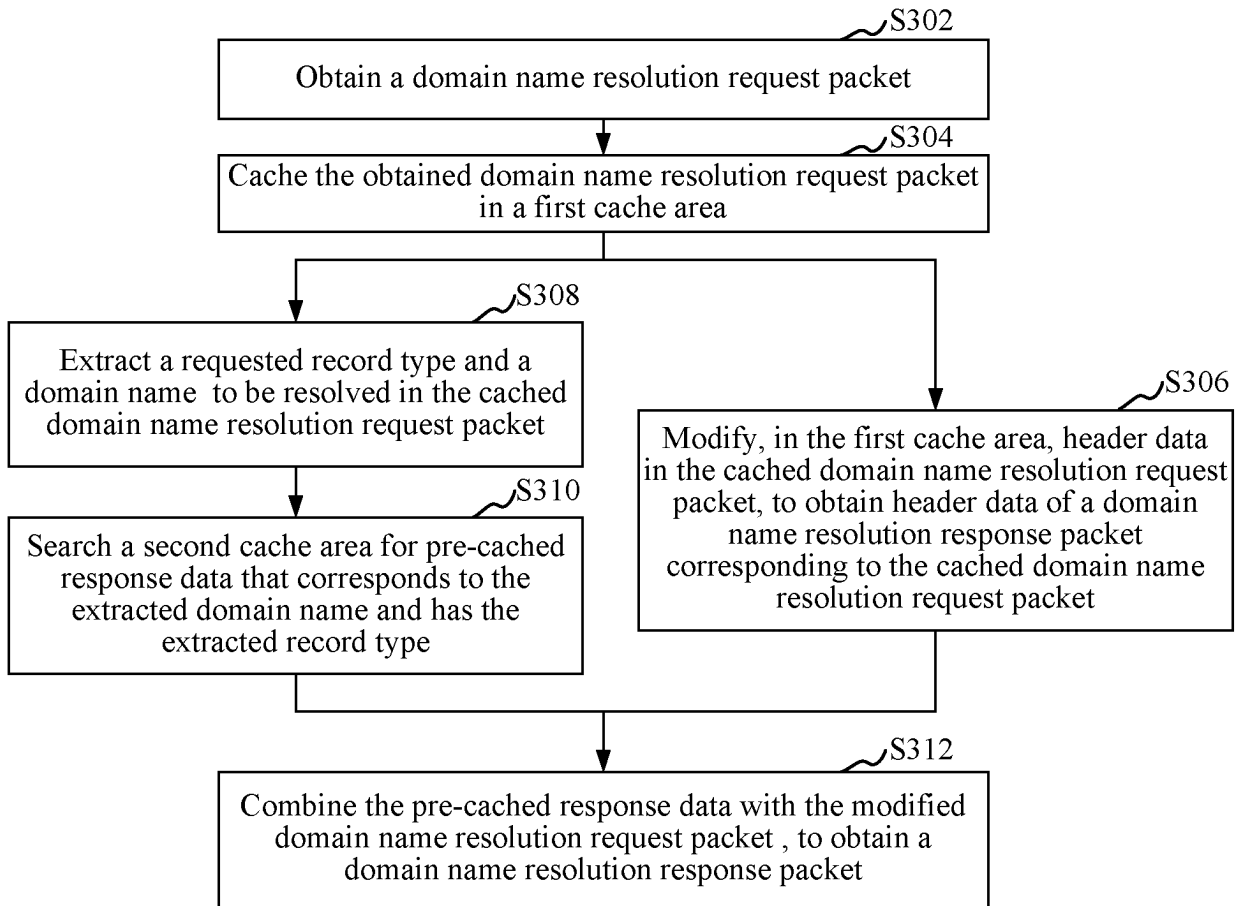 S302
Obtain a domain name resolution request packet
S304
Cache the obtained domain name resolution request packet
in a first cache area
S308
Extract a requested record type and a
domain name to be resolved in the cached
domain name resolution request packet
S306
Modify, in the first cache area, header data
in the cached domain name resolution request
packet, to obtain header data of a domain
name resolution response packet
corresponding to the cached domain name
resolution request packet
S310
Search a second cache area for pre-cached
response data that corresponds to the
extracted domain name and has the
extracted record type
S312
Combine the pre-cached response data with the modified
domain name resolution request packet , to obtain a
domain name resolution response packet